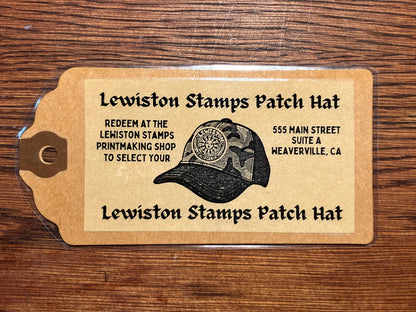 Lewiston Stamps Patch Hat
REDEEM AT THE
LEWISTON STAMPS
PRINTMAKING SHOP
TO SELECT YOUR
555 MAIN STREET
SUITE A
WEAVERVILLE, CA
LEWISTON
Lewiston Stamps Patch Hat